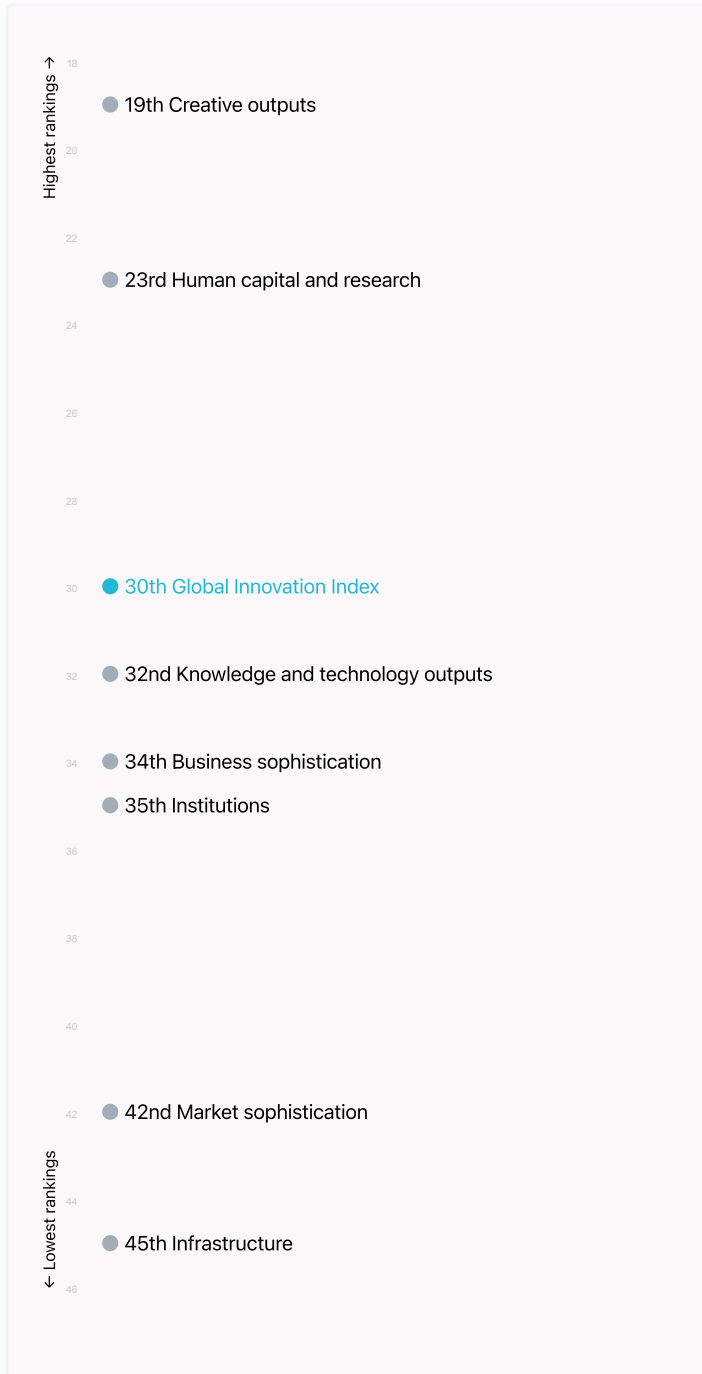 Highest rankings →
18
19th Creative outputs
20
22
23rd Human capital and research
24
26
28
30
30th Global Innovation Index
32
32nd Knowledge and technology outputs
34
34th Business sophistication
35th Institutions
36
38
40
42
42nd Market sophistication
← Lowest rankings
44
45th Infrastructure
46